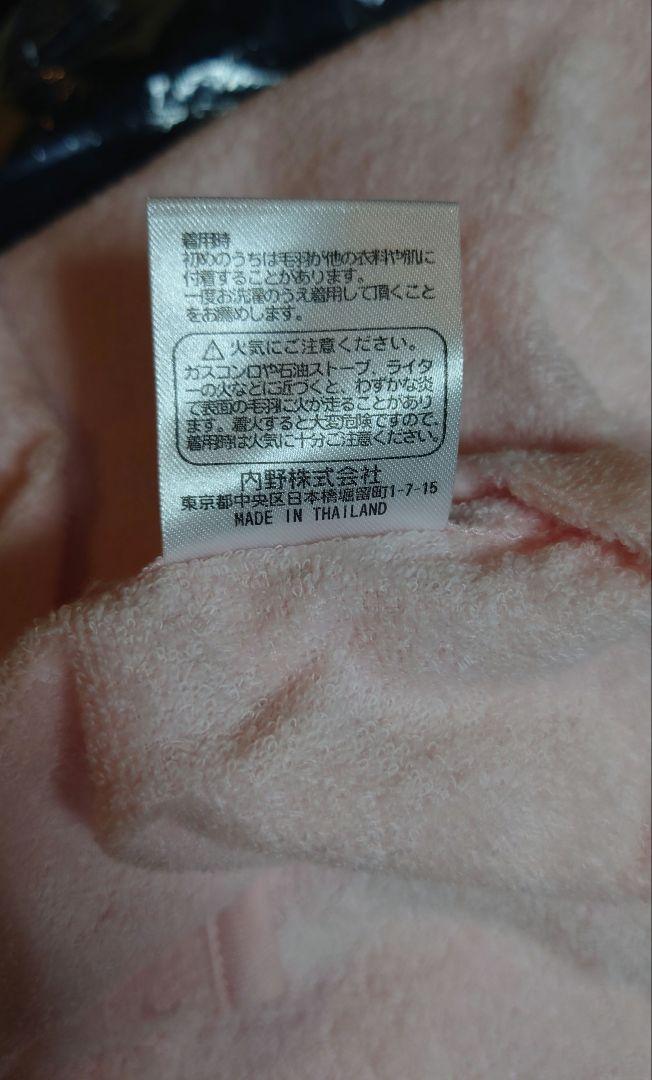 着用時
初めのうちは毛羽が他の衣料や肌に
付着することがあります。
一度お洗濯のうえ着用して頂くこと
をお薦めします。
⚠ 火気にご注意ください。
ガスコンロや石油ストーブ、ライタ
ーの火などに近づくと、わずかな炎
で表面の毛羽に火が走ることがあり
ます。着火すると大変危険ですので、
着用時は火気に十分ご注意ください。
内野株式会社
東京都中央区日本橋堀留町1-7-15
MADE IN THAILAND